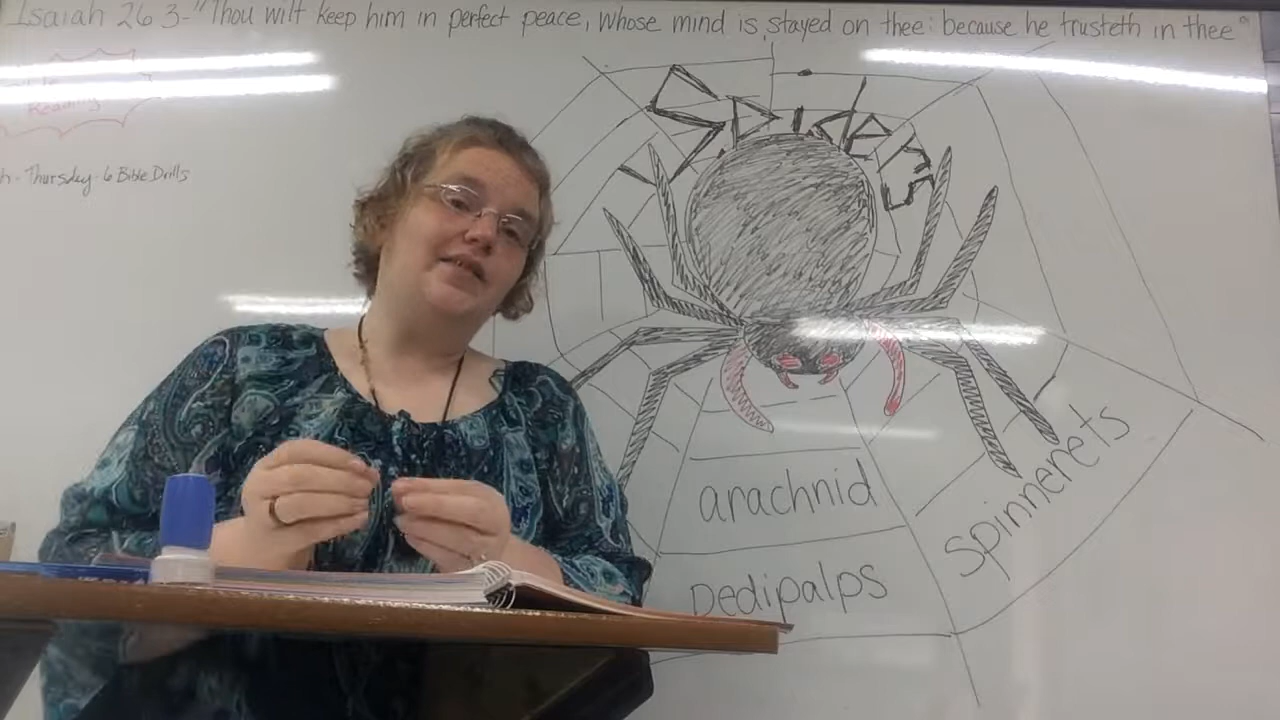 Isaiah 26 3-"Thou wilt keep him in perfect peace, whose mind is stayed on thee: because he trusteth in thee"
Reading
Thursday - 6 Bible Drills
SPIDERS
arachnid
Pedipalps
spinnerets